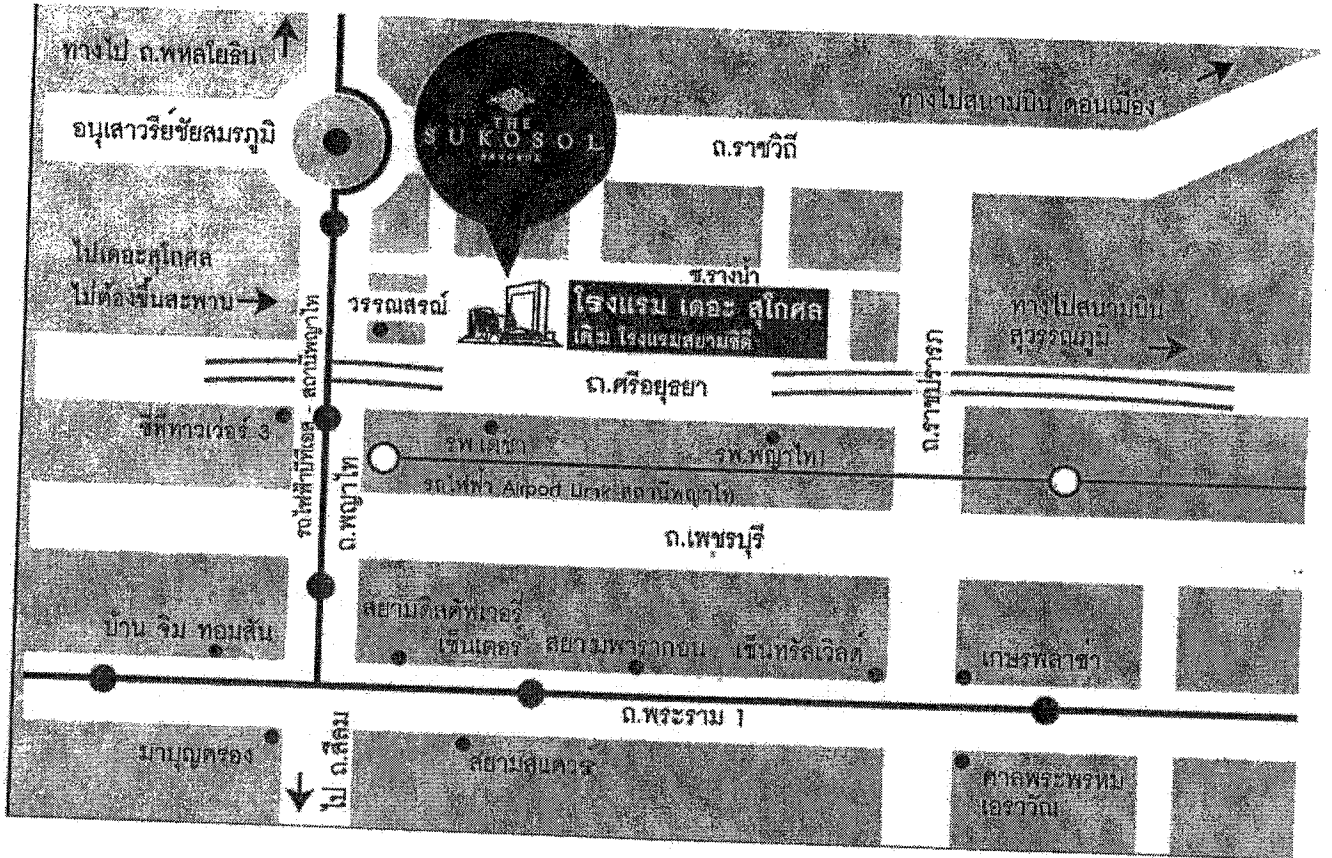 ทางไป ถ.พหลโยธิน
อนุเสาวรีย์ชัยสมรภูมิ
THE
SUKOSOL
BANGKOK
ทางไปสนามบิน ดอนเมือง
ถ.ราชวิถี
ไปเดอะสุโกศล
ไม่ต้องขึ้นสะพาน
วรรณสรณ์
ซ.รางน้ำ
โรงแรม เดอะ สุโกศล
เดิม โรงแรมสยามซิตี้
ทางไปสนามบิน
สุวรรณภูมิ
ถ.ศรีอยุธยา
ถ.ราชปรารภ
ซีพีทาวเวอร์ 3
รถไฟฟ้าบีทีเอส - สถานีพญาไท
ถ.พญาไท
รพ.เดชา
รพ.พญาไท1
รถไฟฟ้า Airport Link สถานีพญาไท
ถ.เพชรบุรี
บ้าน จิม ทอมสัน
สยามดิสคัฟเวอรี่
เซ็นเตอร์
สยามพารากอน
เซ็นทรัลเวิลด์
เกษรพลาซ่า
ถ.พระราม 1
มาบุญครอง
ไป ถ.สีลม
สยามสแควร์
ศาลพระพรหม
เอราวัณ